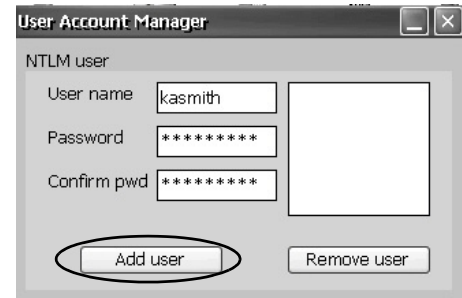 User Account Manager
NTLM user
User name kasmith
Password *********
Confirm pwd *********
Add user Remove user